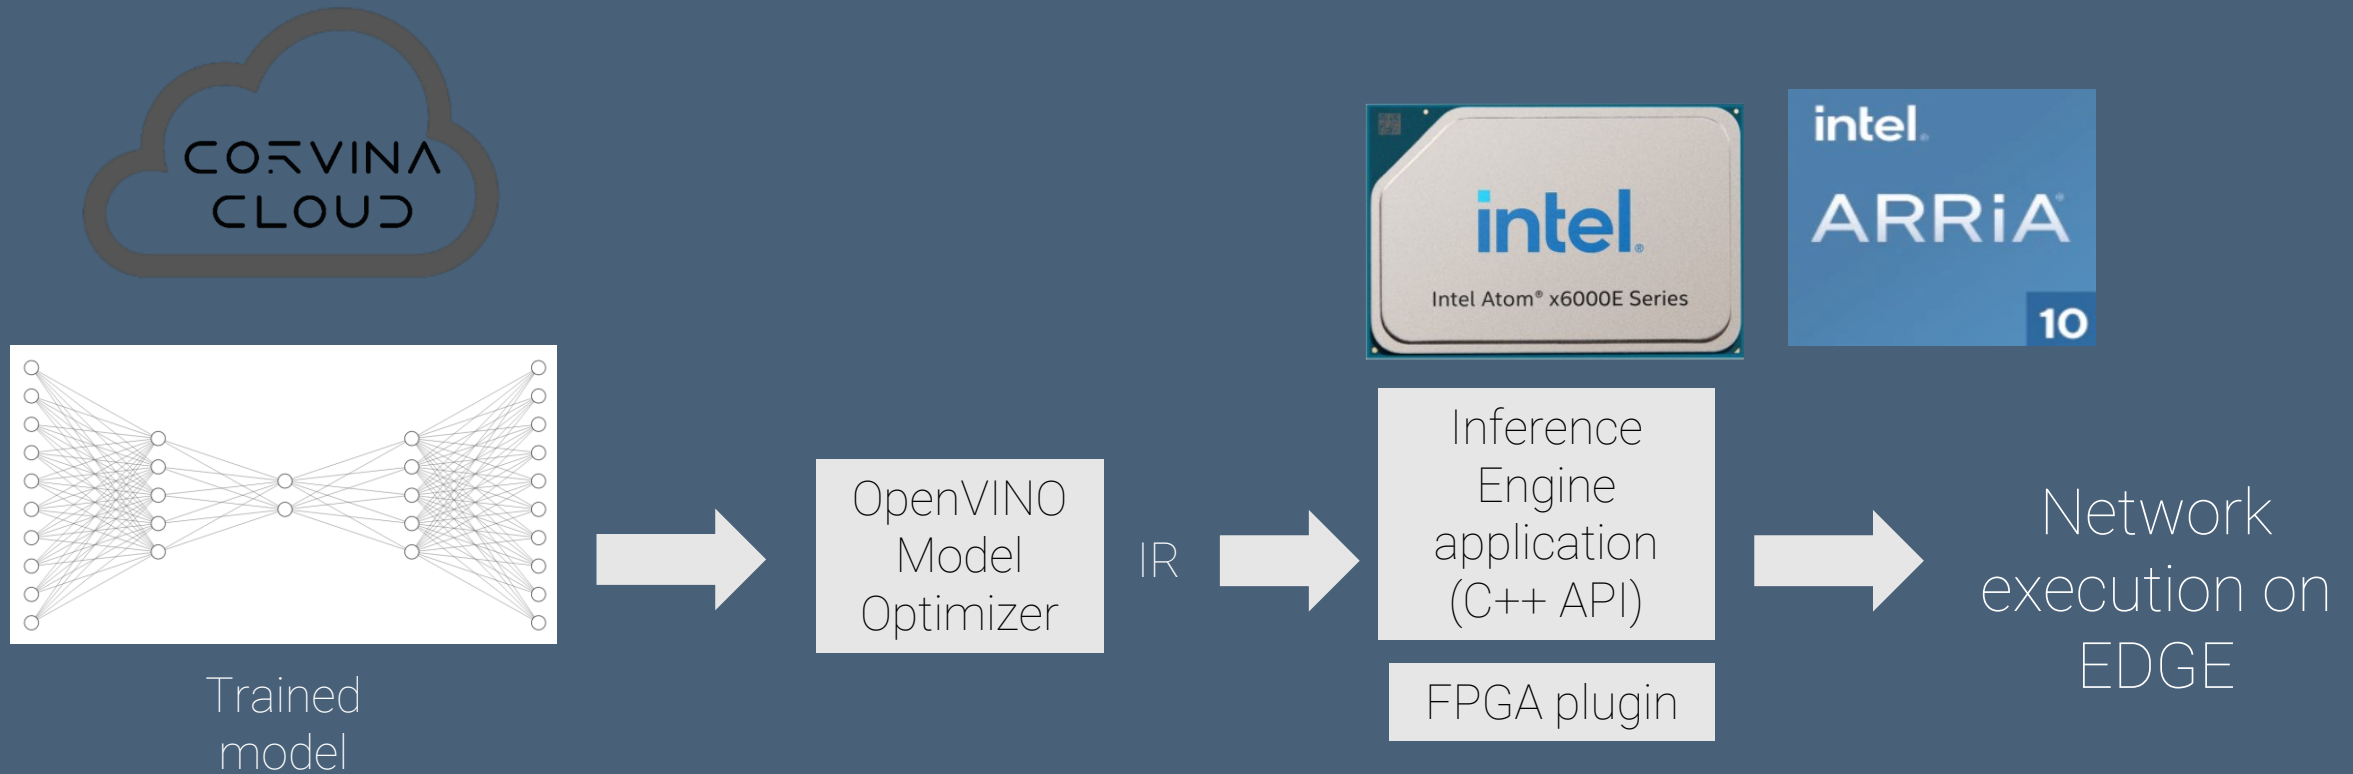 CORVINA
CLOUD
Trained
model
OpenVINO
Model
Optimizer
IR
intel®
Intel Atom® x6000E Series
intel.
ARRiA®
10
Inference
Engine
application
(C++ API)
FPGA plugin
Network
execution on
EDGE